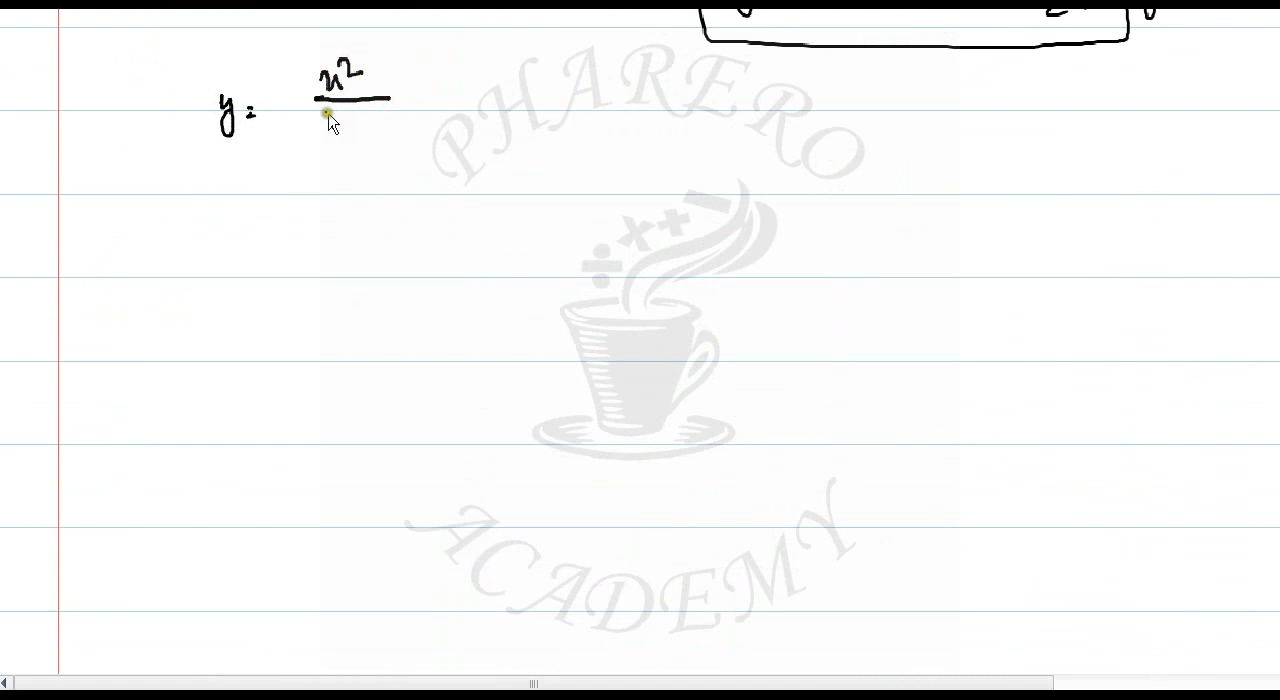 y = x²/
PHARERO
÷ × + −
ACADEMY